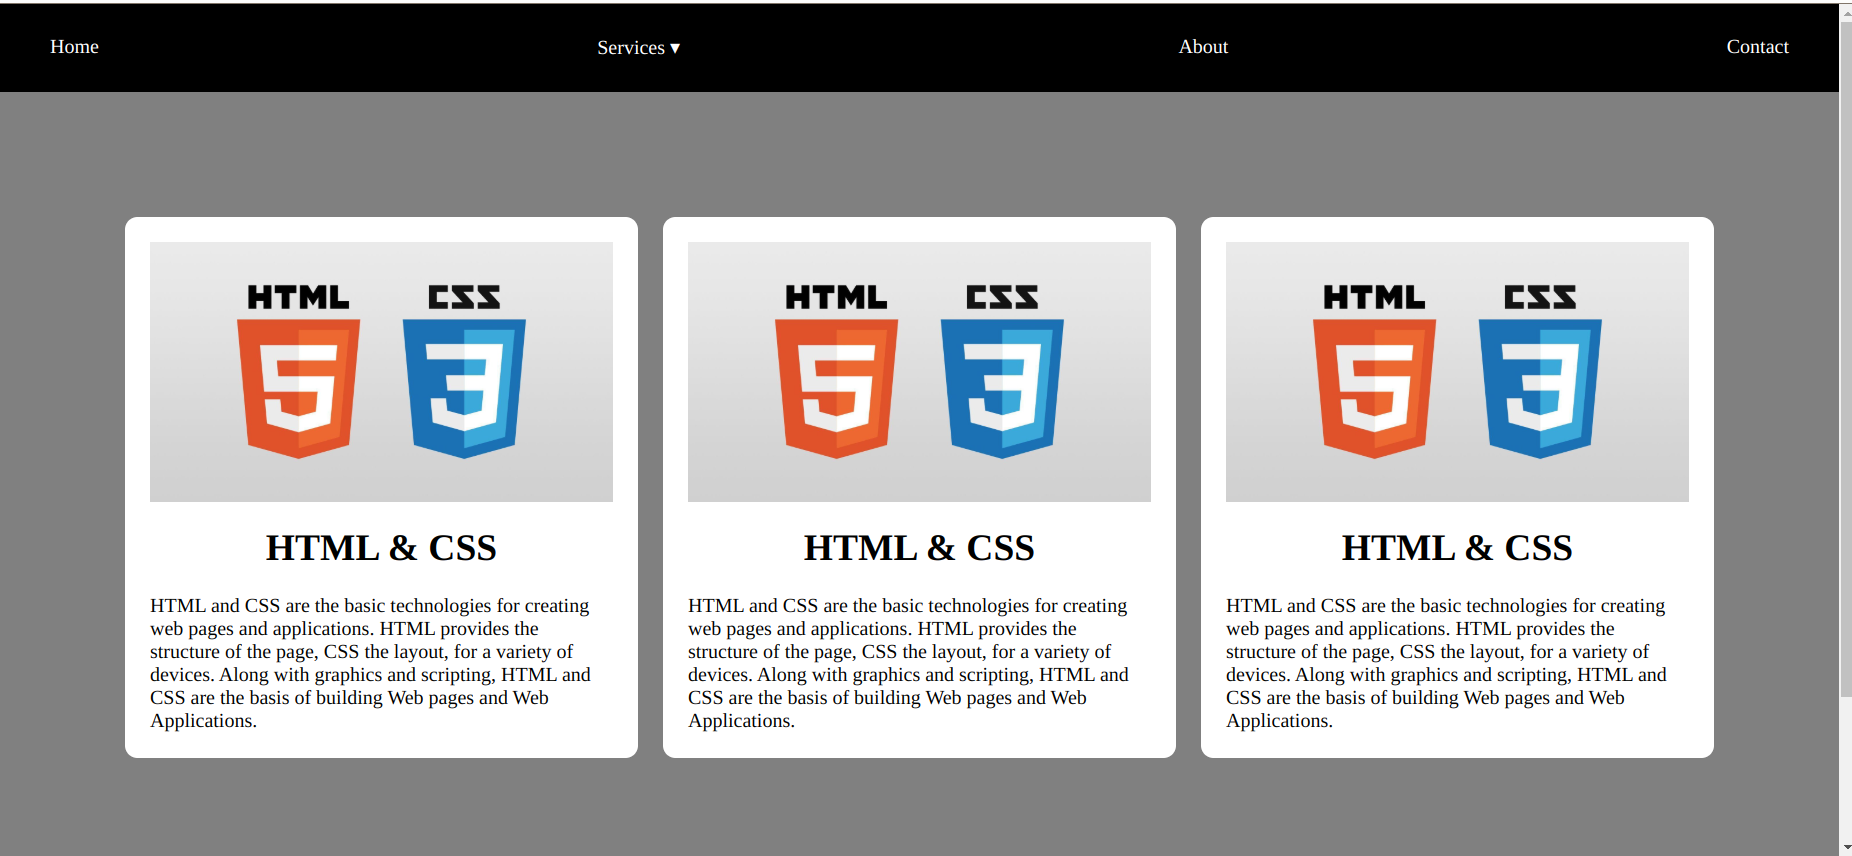 Home Services ▾ About Contact
HTML CSS
5 3
HTML & CSS
HTML and CSS are the basic technologies for creating
web pages and applications. HTML provides the
structure of the page, CSS the layout, for a variety of
devices. Along with graphics and scripting, HTML and
CSS are the basis of building Web pages and Web
Applications.
HTML CSS
5 3
HTML & CSS
HTML and CSS are the basic technologies for creating
web pages and applications. HTML provides the
structure of the page, CSS the layout, for a variety of
devices. Along with graphics and scripting, HTML and
CSS are the basis of building Web pages and Web
Applications.
HTML CSS
5 3
HTML & CSS
HTML and CSS are the basic technologies for creating
web pages and applications. HTML provides the
structure of the page, CSS the layout, for a variety of
devices. Along with graphics and scripting, HTML and
CSS are the basis of building Web pages and Web
Applications.